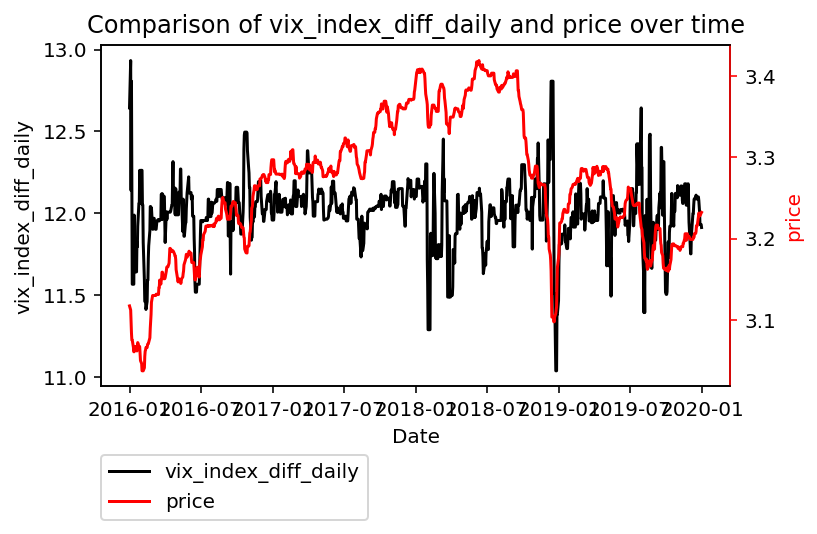 Comparison of vix_index_diff_daily and price over time
13.0
12.5
12.0
11.5
11.0
vix_index_diff_daily
3.4
3.3
3.2
3.1
price
2016-01 2016-07 2017-01 2017-07 2018-01 2018-07 2019-01 2019-07 2020-01
Date
vix_index_diff_daily
price